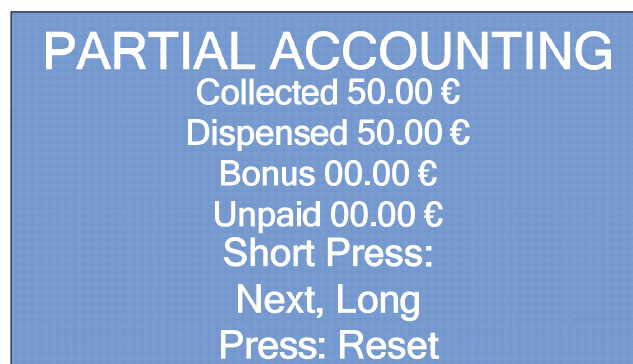 PARTIAL ACCOUNTING
Collected 50.00 €
Dispensed 50.00 €
Bonus 00.00 €
Unpaid 00.00 €
Short Press:
Next, Long
Press: Reset